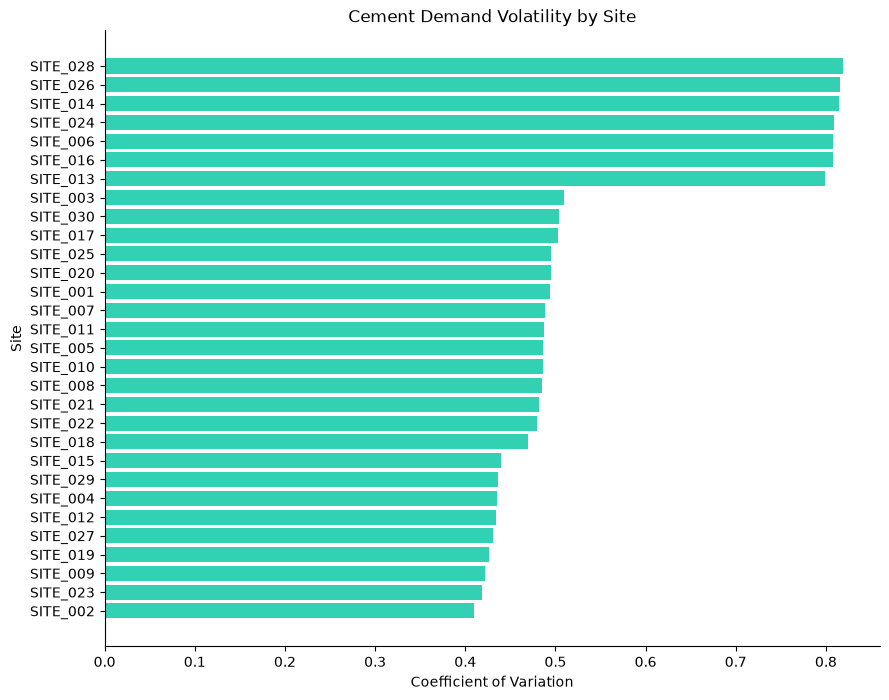 Cement Demand Volatility by Site
SITE_028
SITE_026
SITE_014
SITE_024
SITE_006
SITE_016
SITE_013
SITE_003
SITE_030
SITE_017
SITE_025
SITE_020
SITE_001
SITE_007
SITE_011
SITE_005
SITE_010
SITE_008
SITE_021
SITE_022
SITE_018
SITE_015
SITE_029
SITE_004
SITE_012
SITE_027
SITE_019
SITE_009
SITE_023
SITE_002
Site
0.0 0.1 0.2 0.3 0.4 0.5 0.6 0.7 0.8
Coefficient of Variation